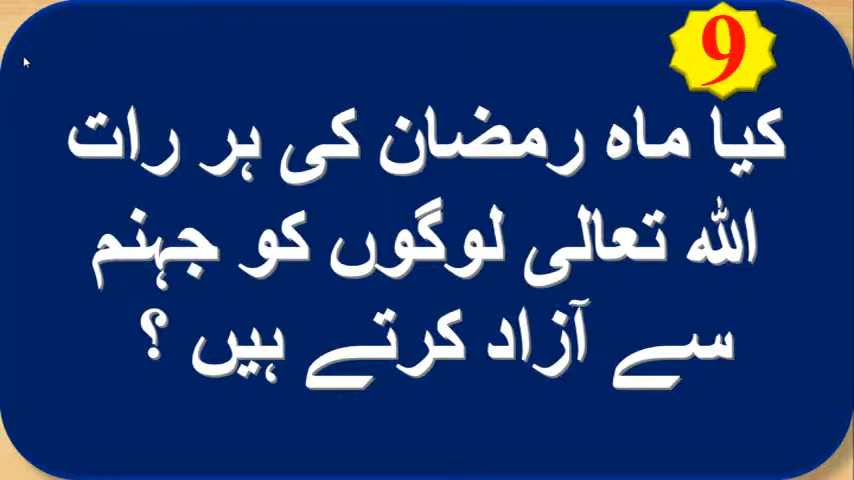 9
کیا ماہ رمضان کی ہر رات
اللہ تعالی لوگوں کو جہنم
سے آزاد کرتے ہیں ؟